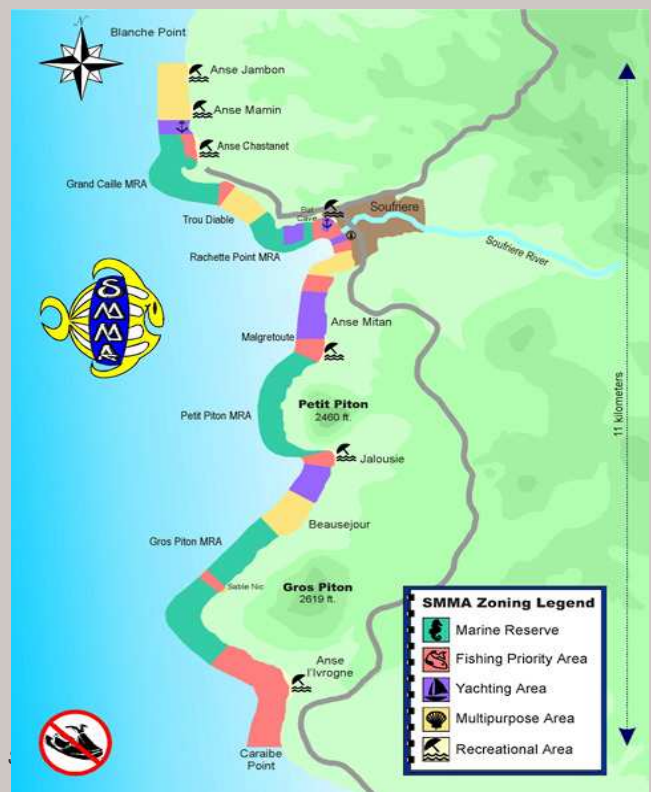 N
Blanche Point
Anse Jambon
Anse Mamin
Anse Chastanet
Grand Caille MRA
Trou Diable
Bat
Cave
Soufriere
Rachette Point MRA
Soufriere River
SMMA
Anse Mitan
Malgretoute
Petit Piton
2460 ft.
Petit Piton MRA
11 kilometers
Jalousie
Beausejour
Gros Piton MRA
Sable Nic
Gros Piton
2619 ft.
SMMA Zoning Legend
Marine Reserve
Fishing Priority Area
Yachting Area
Multipurpose Area
Recreational Area
Anse
l'Ivrogne
Caraibe
Point